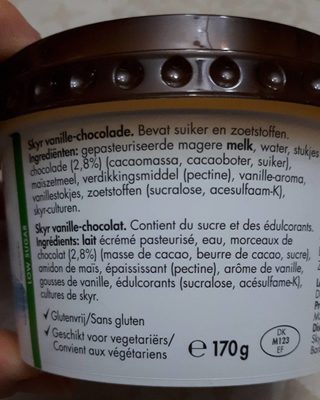 Skyr vanille-chocolade. Bevat suiker en zoetstoffen.
Ingrediënten: gepasteuriseerde magere melk, water, stukjes
chocolade (2,8%) (cacaomassa, cacaoboter, suiker),
maïszetmeel, verdikkingsmiddel (pectine), vanille-aroma,
vanillestokjes, zoetstoffen (sucralose, acesulfaam-K),
skyr-culturen.
Skyr vanille-chocolat. Contient du sucre et des édulcorants.
Ingrédients: lait écrémé pasteurisé, eau, morceaux de
chocolat (2,8%) (masse de cacao, beurre de cacao, sucre),
amidon de maïs, épaississant (pectine), arôme de vanille,
gousses de vanille, édulcorants (sucralose, acésulfame-K),
cultures de skyr.
✓ Glutenvrij/Sans gluten
✓ Geschikt voor vegetariërs/
Convient aux végétariens
e 170g
DK
M123
EF
LOW SUGAR